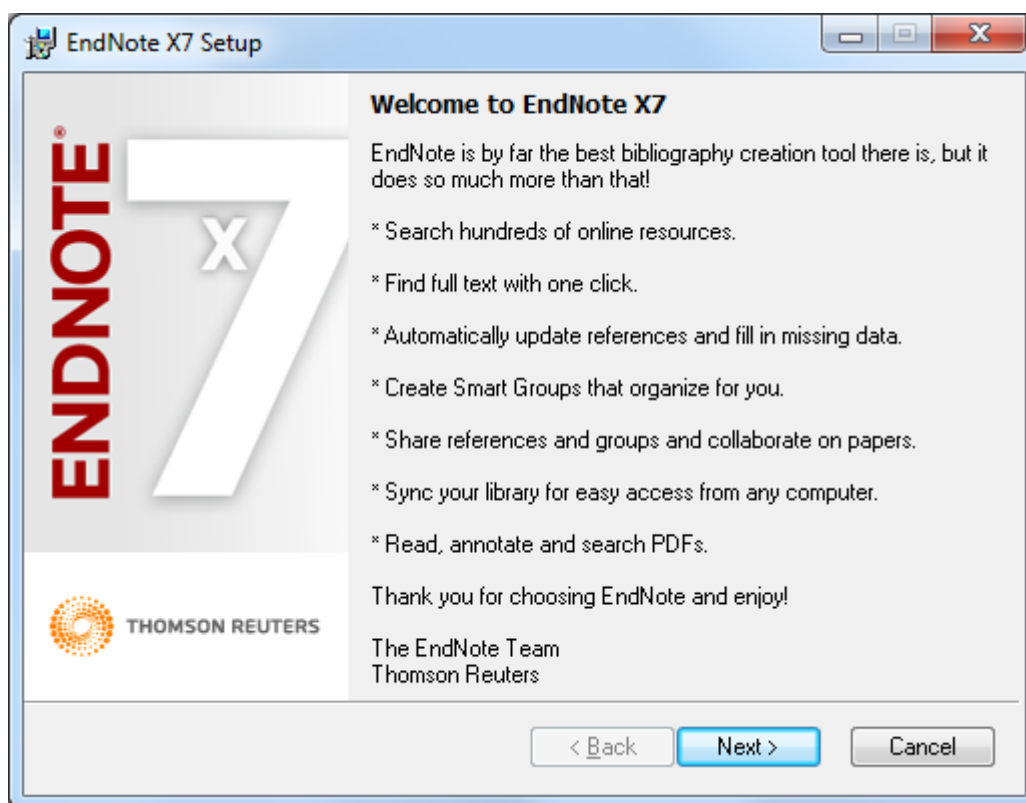 EndNote X7 Setup
ENDNOTE®
X7
THOMSON REUTERS
Welcome to EndNote X7
EndNote is by far the best bibliography creation tool there is, but it
does so much more than that!
* Search hundreds of online resources.
* Find full text with one click.
* Automatically update references and fill in missing data.
* Create Smart Groups that organize for you.
* Share references and groups and collaborate on papers.
* Sync your library for easy access from any computer.
* Read, annotate and search PDFs.
Thank you for choosing EndNote and enjoy!
The EndNote Team
Thomson Reuters
< Back
Next >
Cancel